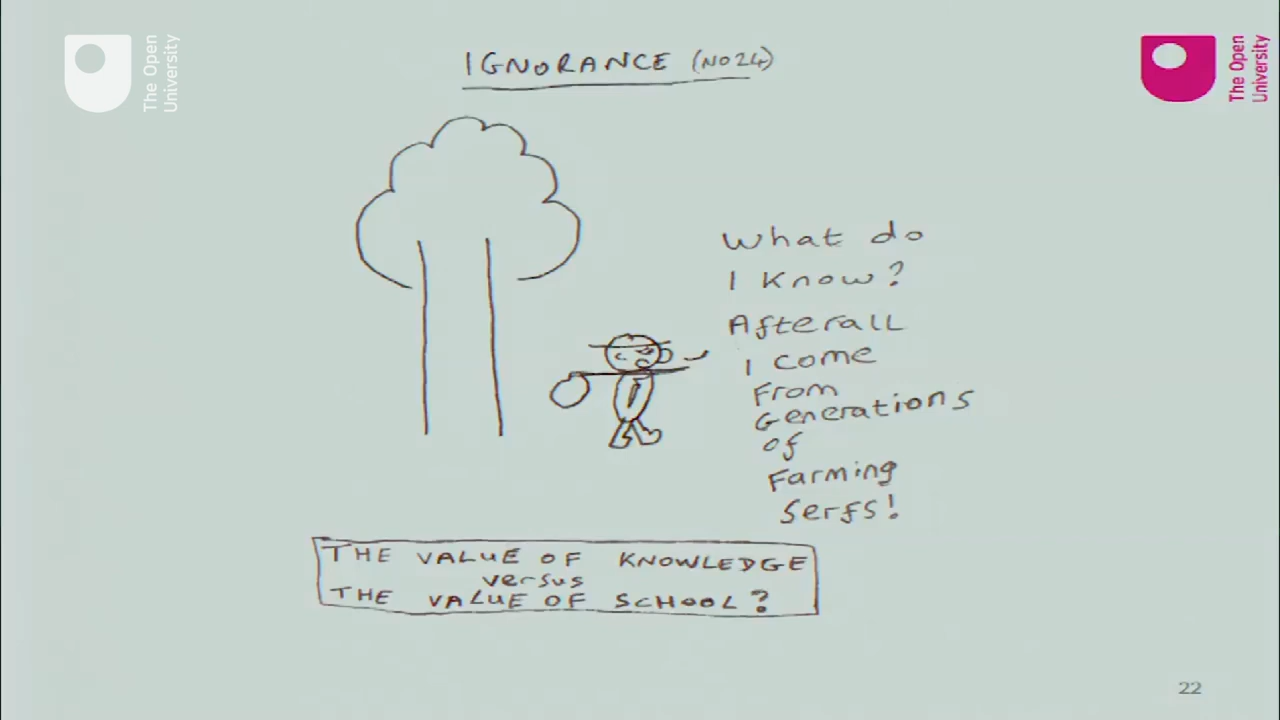 The Open
University
IGNORANCE (NO24)
The Open
University
What do
I know?
Afterall
I come
From
Generations
of
Farming
Serfs!
THE VALUE OF KNOWLEDGE
versus
THE VALUE OF SCHOOL?
22